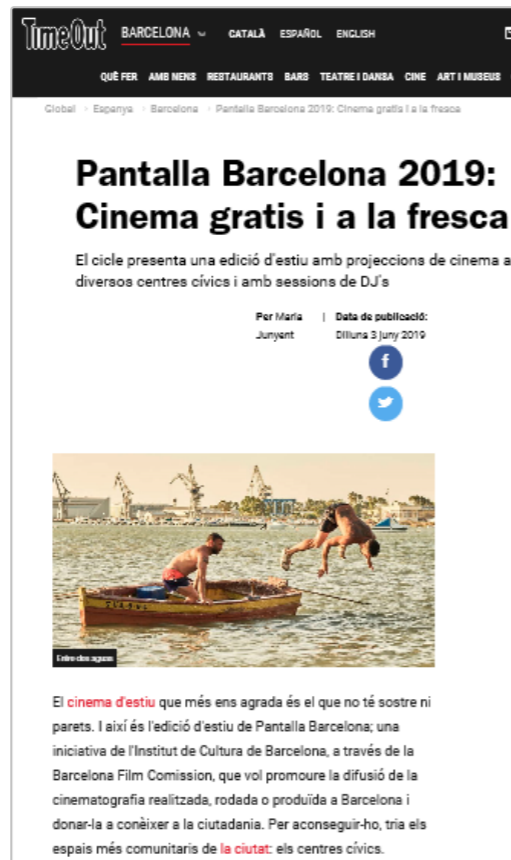 TimeOut BARCELONA CATALÀ ESPAÑOL ENGLISH
QUÈ FER AMB NENS RESTAURANTS BARS TEATRE I DANSA CINE ART I MUSEUS
Global Espanya Barcelona Pantalla Barcelona 2019: Cinema gratis i a la fresca
Pantalla Barcelona 2019:
Cinema gratis i a la fresca
El cicle presenta una edició d'estiu amb projeccions de cinema a
diversos centres cívics i amb sessions de DJ's
Per Maria | Data de publicació:
Junyent Dilluns 3 juny 2019
Entre dos aguas
El cinema d'estiu que més ens agrada és el que no té sostre ni
parets. I així és l'edició d'estiu de Pantalla Barcelona; una
iniciativa de l'Institut de Cultura de Barcelona, a través de la
Barcelona Film Comission, que vol promoure la difusió de la
cinematografia realitzada, rodada o produïda a Barcelona i
donar-la a conèixer a la ciutadania. Per aconseguir-ho, tria els
espais més comunitaris de la ciutat: els centres cívics.